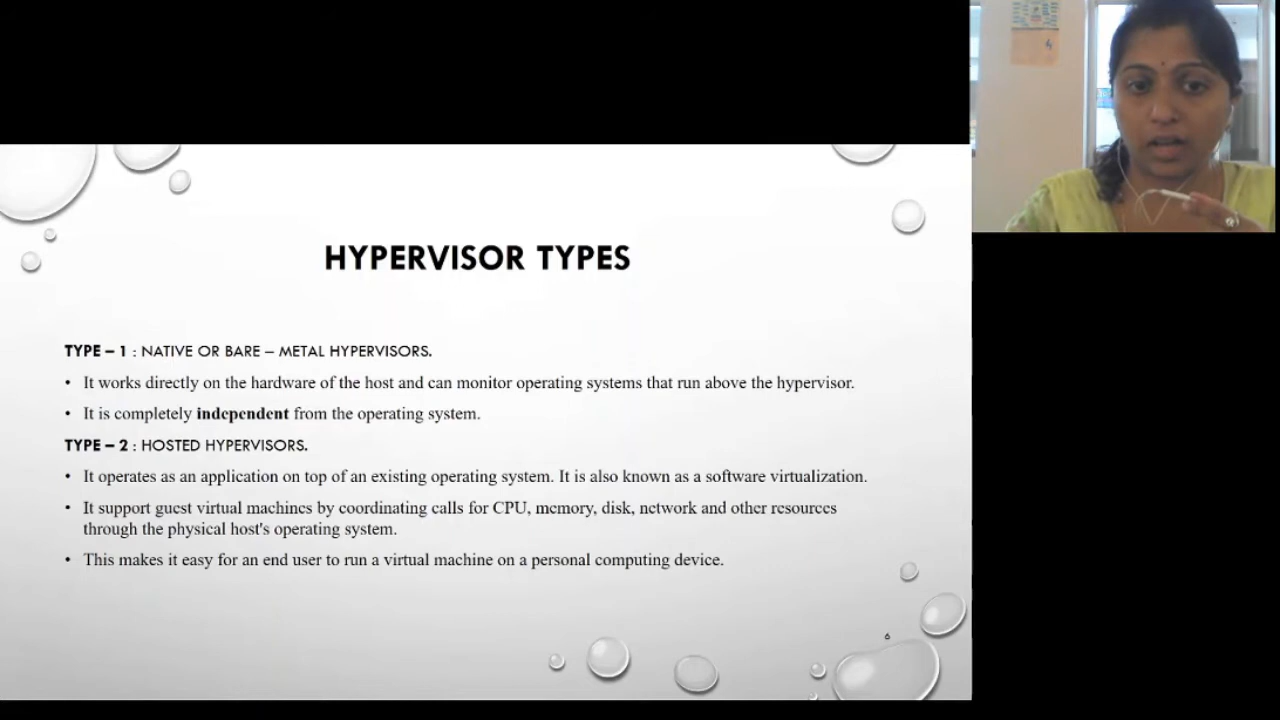 HYPERVISOR TYPES
TYPE – 1 : NATIVE OR BARE – METAL HYPERVISORS.
• It works directly on the hardware of the host and can monitor operating systems that run above the hypervisor.
• It is completely independent from the operating system.
TYPE – 2 : HOSTED HYPERVISORS.
• It operates as an application on top of an existing operating system. It is also known as a software virtualization.
• It support guest virtual machines by coordinating calls for CPU, memory, disk, network and other resources
through the physical host's operating system.
• This makes it easy for an end user to run a virtual machine on a personal computing device.
6